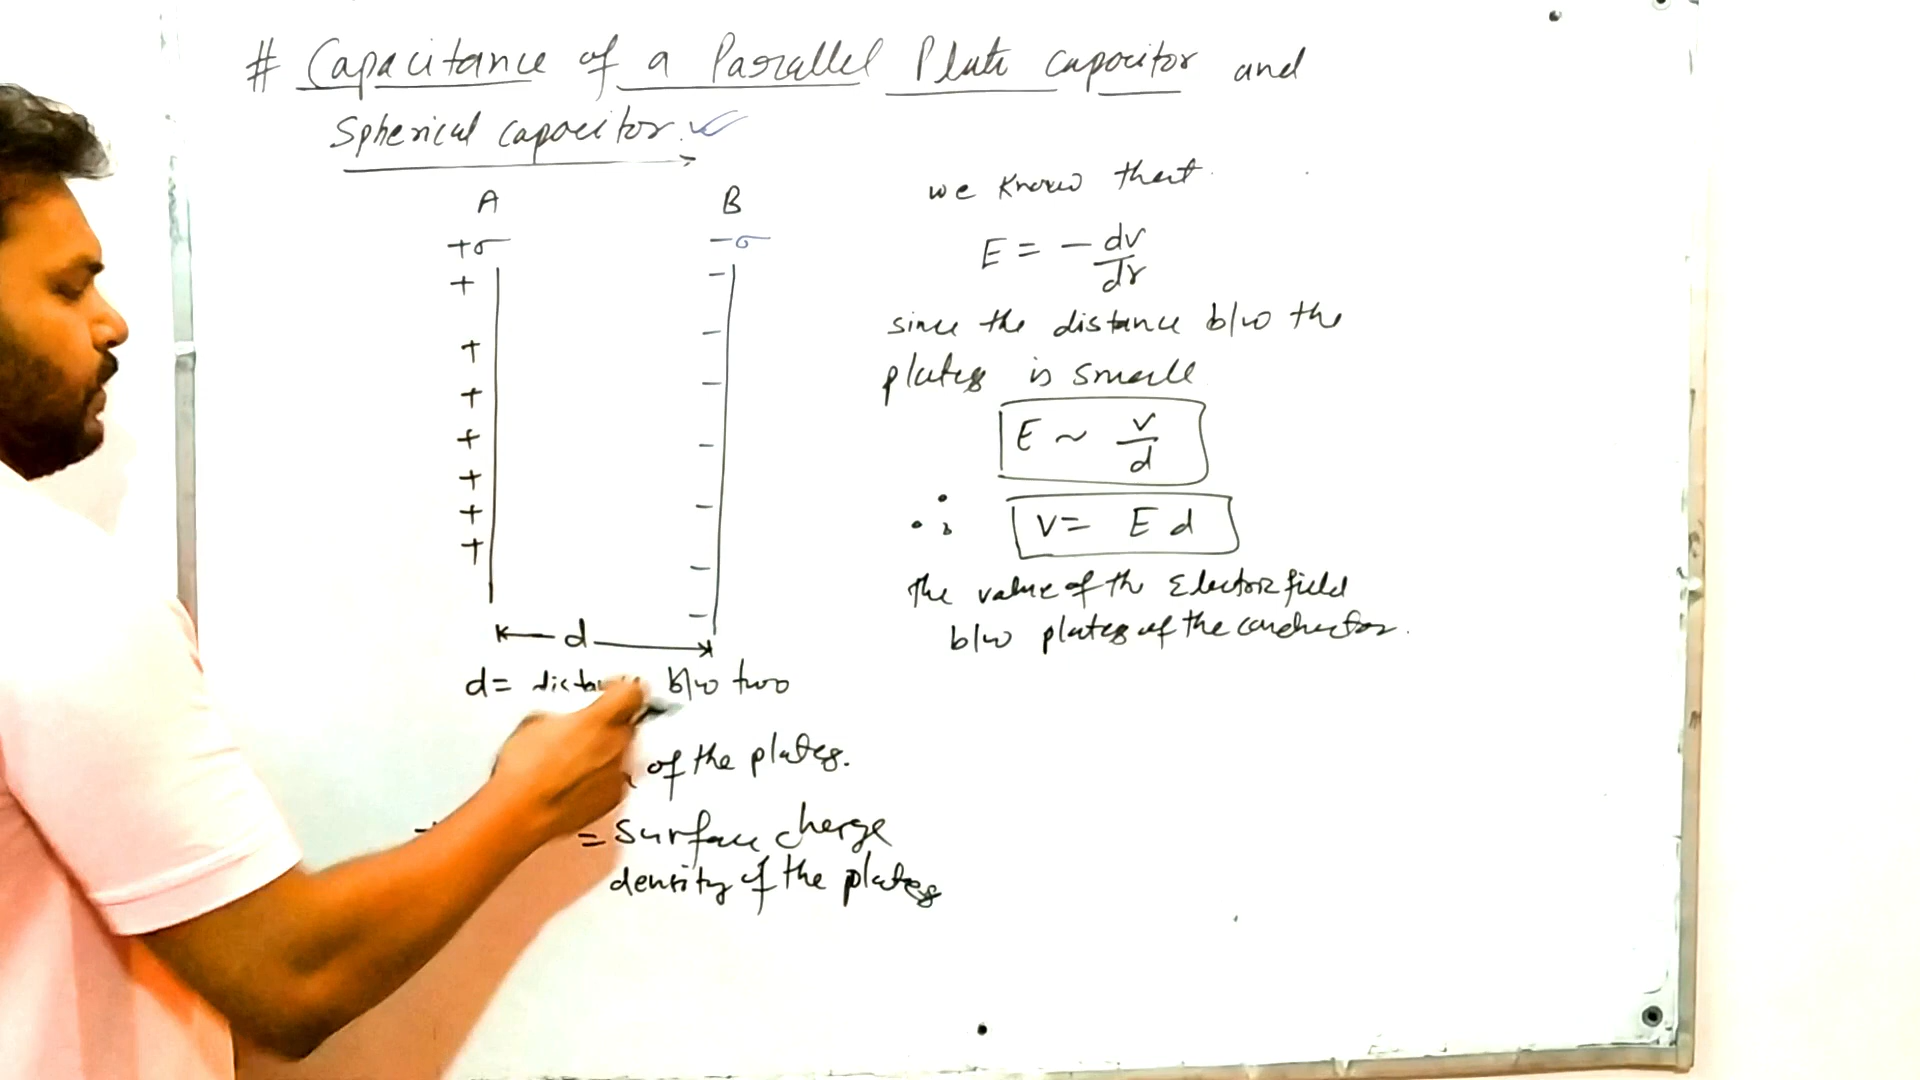 # Capacitance of a Parallel Plate capacitor and
Spherical capacitor.
A
B
+σ
-σ
+
+
+
+
+
+
+
-
-
-
-
-
-
-
d
d= distance b/w two
of the plates.
= Surface charge
density of the plates
we know that
E = - dv/dr
since the distance b/w the
plates is small
E ~ v/d
∴ v= E d
The value of the Electric field
b/w plates of the conductor.